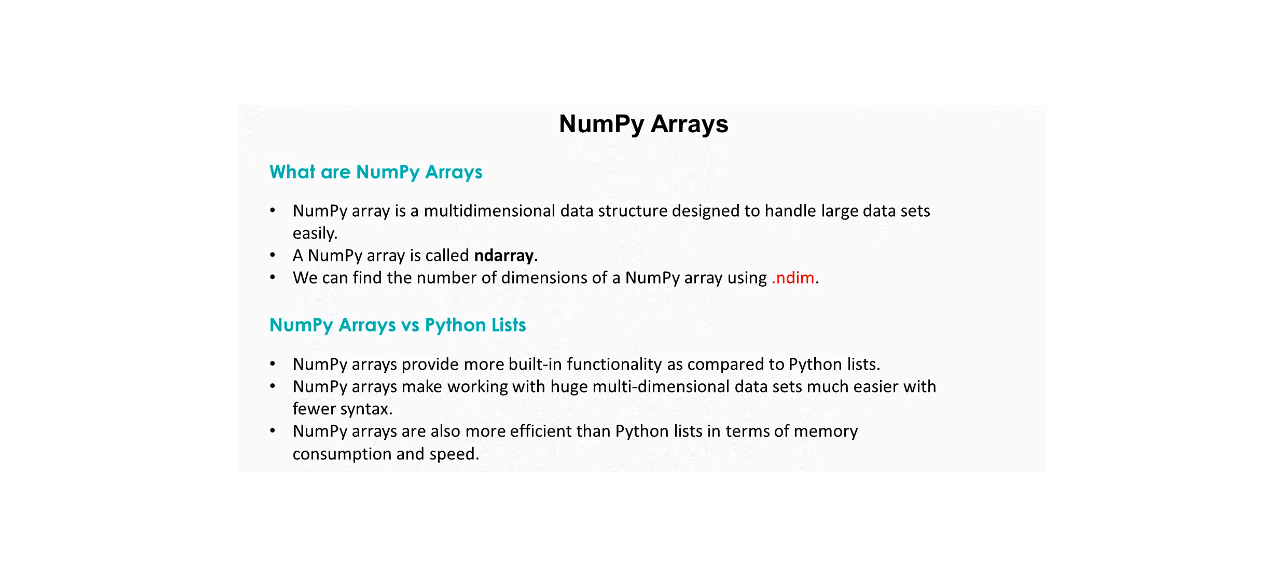 NumPy Arrays
What are NumPy Arrays
• NumPy array is a multidimensional data structure designed to handle large data sets
easily.
• A NumPy array is called ndarray.
• We can find the number of dimensions of a NumPy array using .ndim.
NumPy Arrays vs Python Lists
• NumPy arrays provide more built-in functionality as compared to Python lists.
• NumPy arrays make working with huge multi-dimensional data sets much easier with
fewer syntax.
• NumPy arrays are also more efficient than Python lists in terms of memory
consumption and speed.